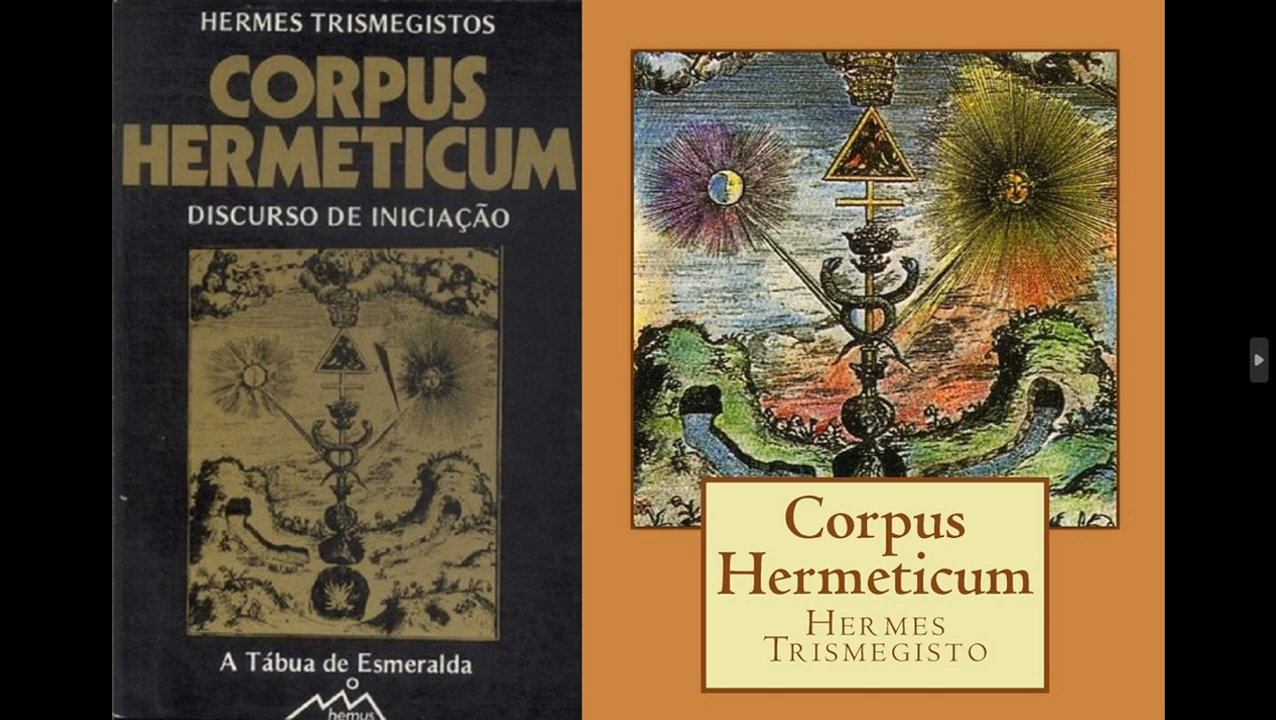 HERMES TRISMEGISTOS
CORPUS
HERMETICUM
DISCURSO DE INICIAÇÃO
A Tábua de Esmeralda
hemus
Corpus
Hermeticum
HERMES
TRISMEGISTO